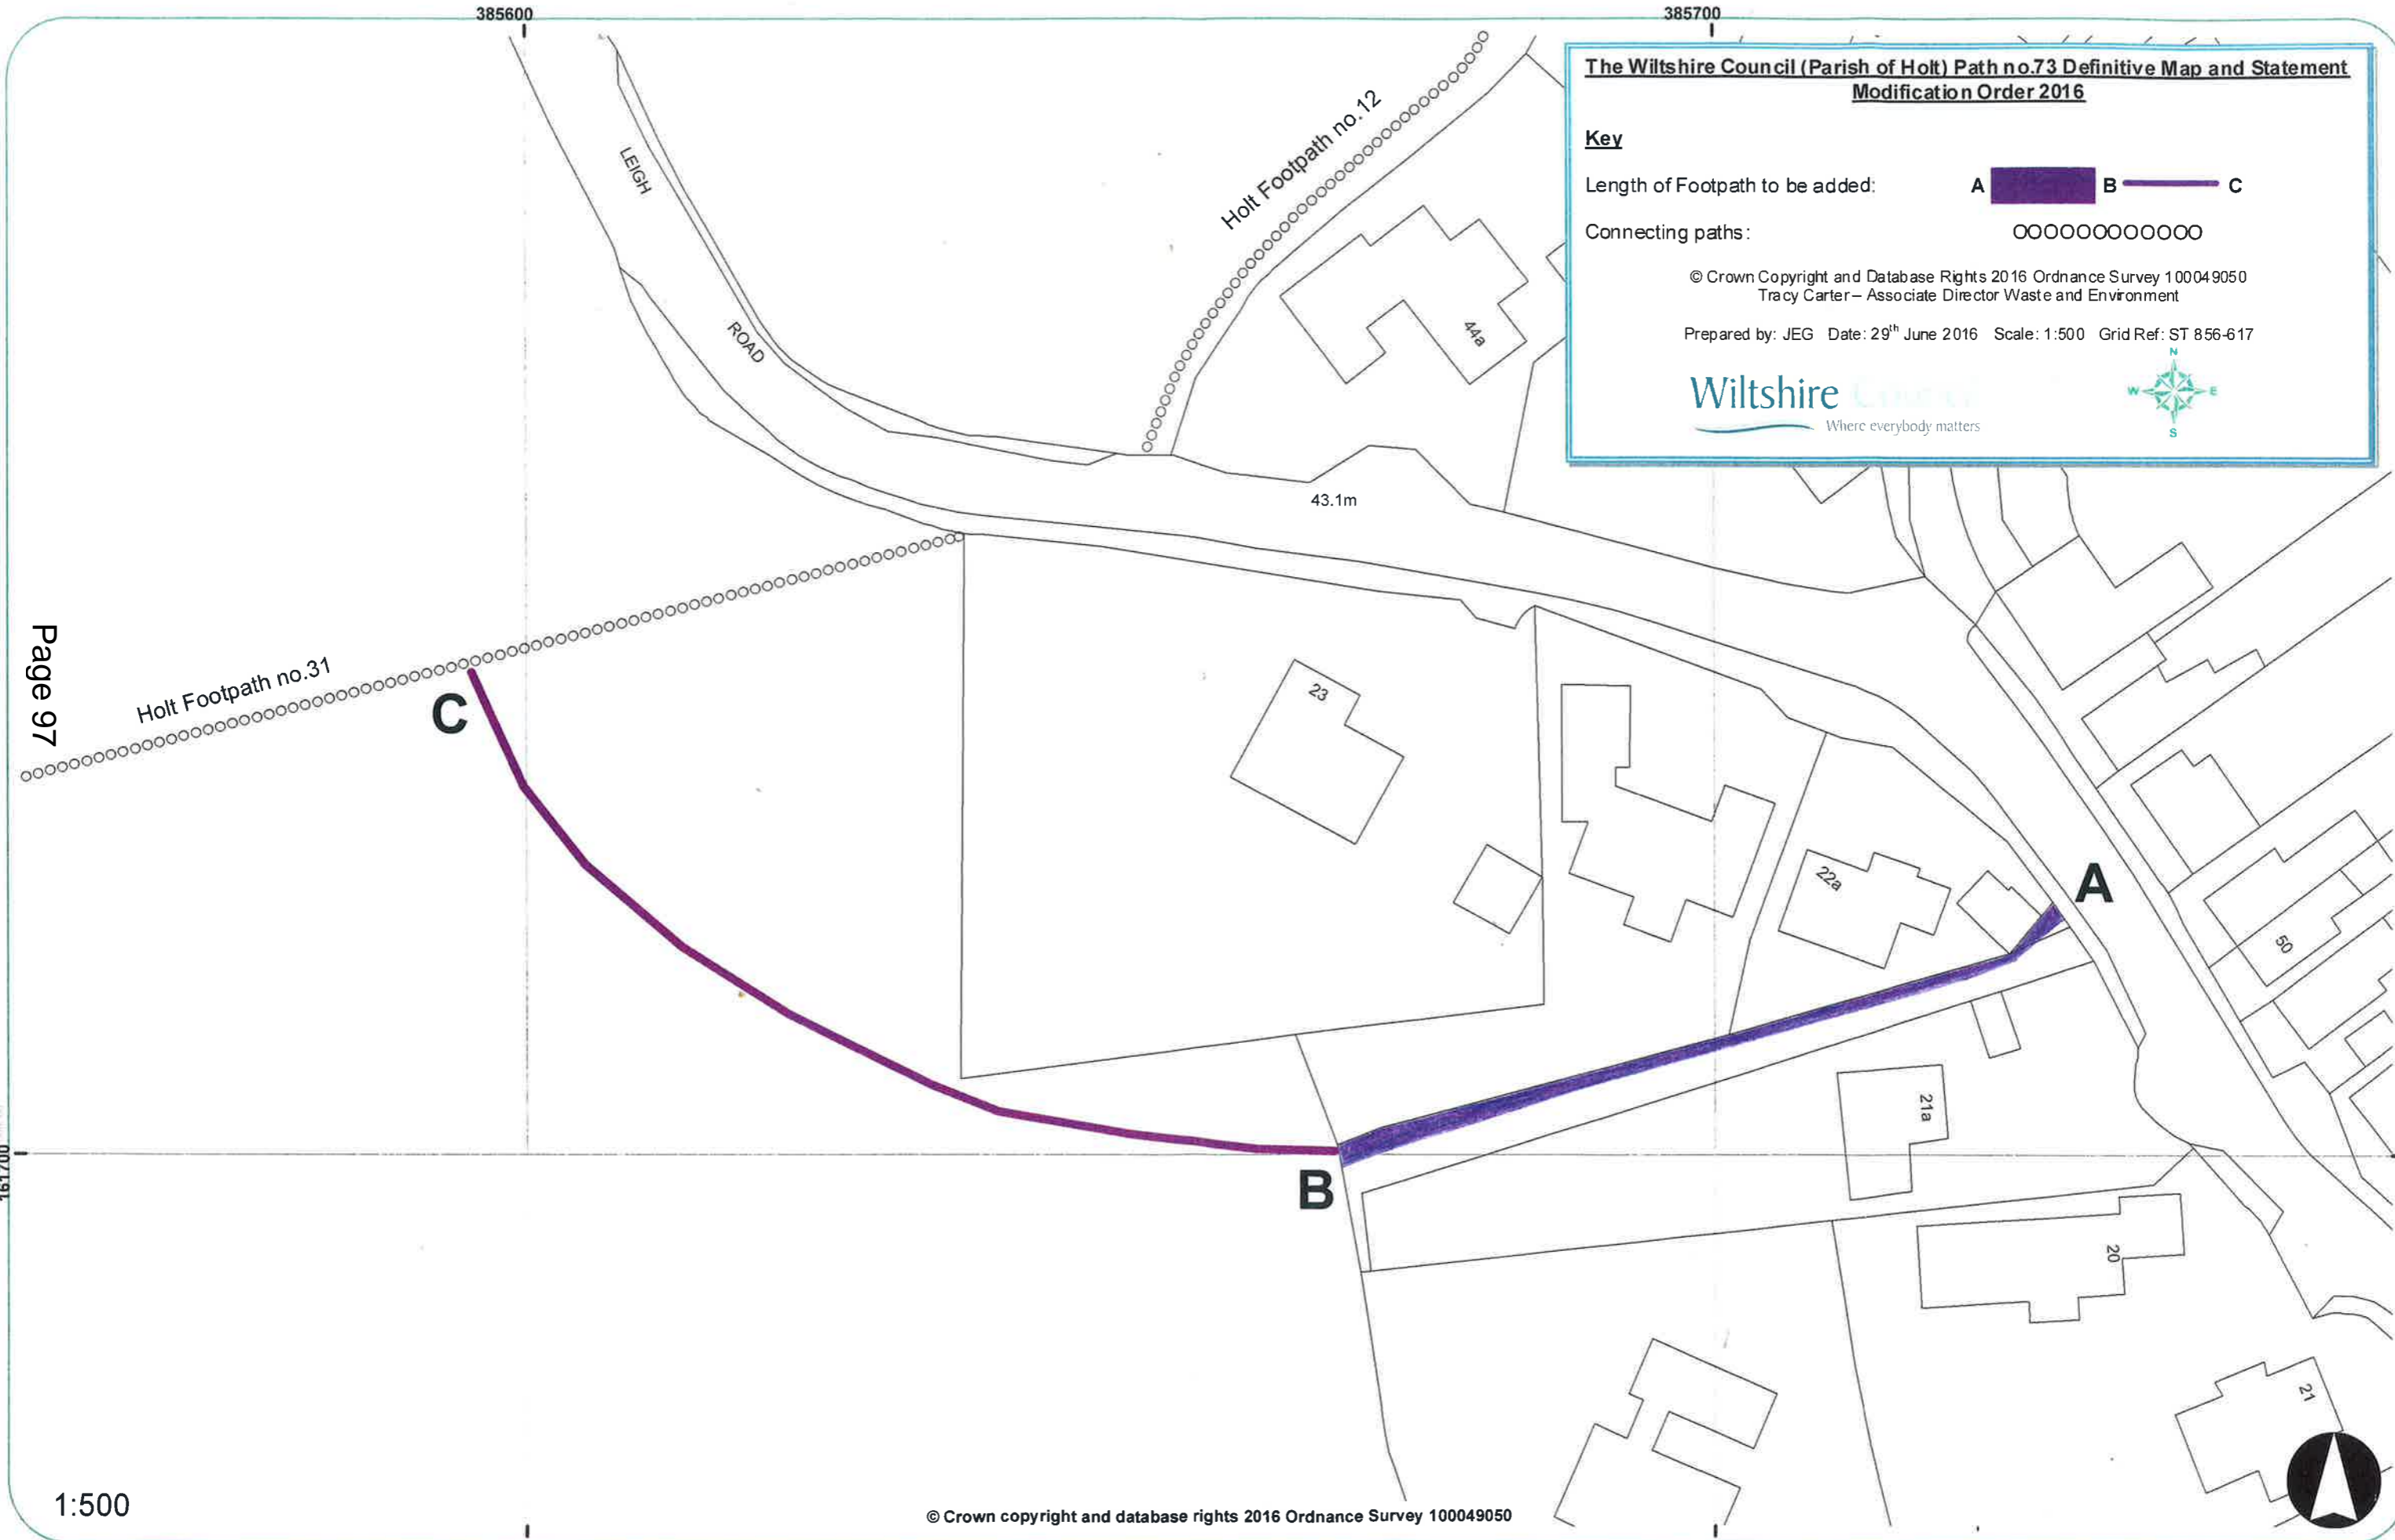 385600
385700
The Wiltshire Council (Parish of Holt) Path no.73 Definitive Map and Statement
Modification Order 2016
Key
Length of Footpath to be added: A B C
Connecting paths: OOOOOOOOOOOO
© Crown Copyright and Database Rights 2016 Ordnance Survey 100049050
Tracy Carter – Associate Director Waste and Environment
Prepared by: JEG Date: 29th June 2016 Scale: 1:500 Grid Ref: ST 856-617
Wiltshire Council
Where everybody matters
N
W E
S
LEIGH
ROAD
Holt Footpath no.12
44a
43.1m
Page 97
Holt Footpath no.31
C
23
22a
A
50
21a
161700
B
20
21
1:500
© Crown copyright and database rights 2016 Ordnance Survey 100049050